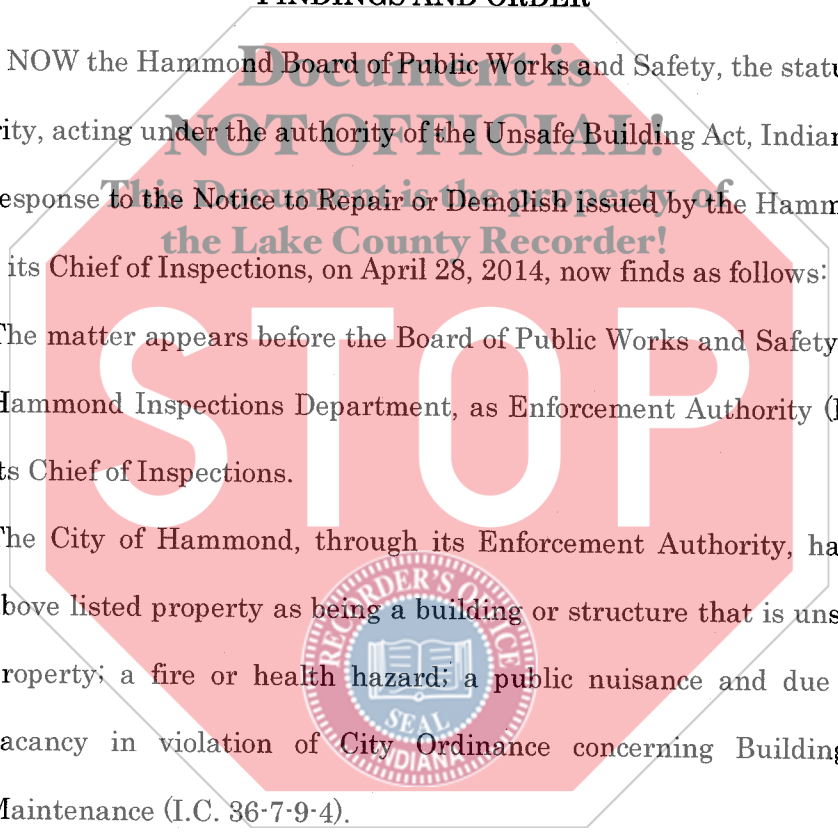 FINDINGS AND ORDER
NOW the Hammond Board of Public Works and Safety, the statu
rity, acting under the authority of the Unsafe Building Act, Indian
esponse to the Notice to Repair or Demolish issued by the Hamm
its Chief of Inspections, on April 28, 2014, now finds as follows:
The matter appears before the Board of Public Works and Safety
Hammond Inspections Department, as Enforcement Authority (
ts Chief of Inspections.
The City of Hammond, through its Enforcement Authority, ha
bove listed property as being a building or structure that is uns
roperty; a fire or health hazard; a public nuisance and due
acancy in violation of City Ordinance concerning Building
Maintenance (I.C. 36-7-9-4).
Document is
NOT OFFICIAL!
This Document is the property of
the Lake County Recorder!
STOP
RECORDER'S OFFICE
SEAL
INDIANA